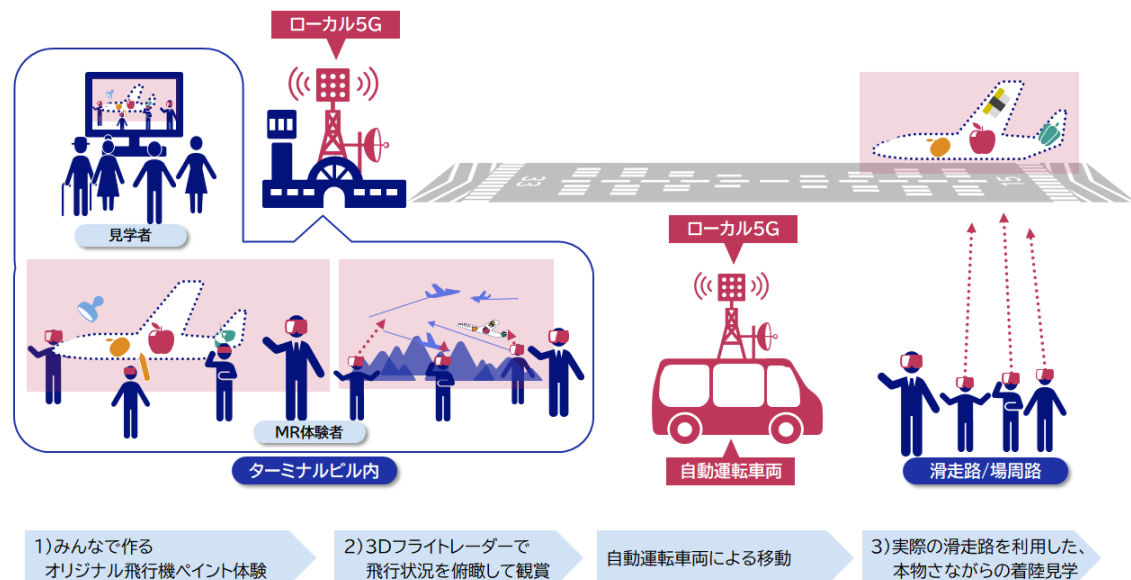 ローカル5G
33
15
見学者
ローカル5G
MR体験者
ターミナルビル内
自動運転車両
滑走路/場周路
1)みんなで作る
オリジナル飛行機ペイント体験
2)3Dフライトレーダーで
飛行状況を俯瞰して観賞
自動運転車両による移動
3)実際の滑走路を利用した、
本物さながらの着陸見学